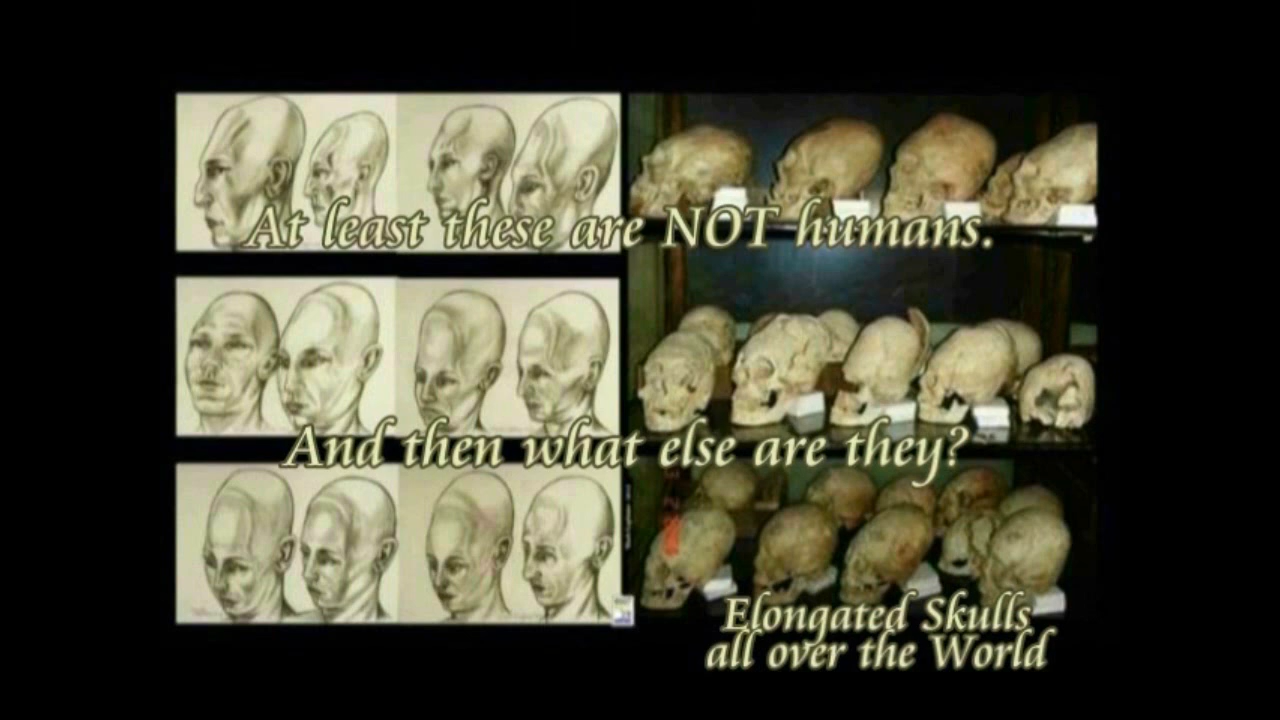 At least these are NOT humans.
And then what else are they?
Elongated Skulls
all over the World